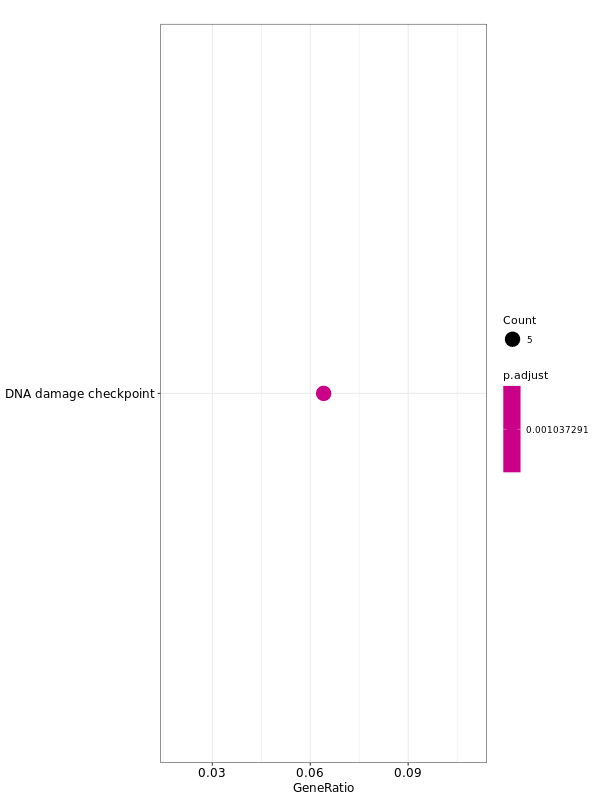 DNA damage checkpoint
0.03 0.06 0.09
GeneRatio
Count
5
p.adjust
0.001037291